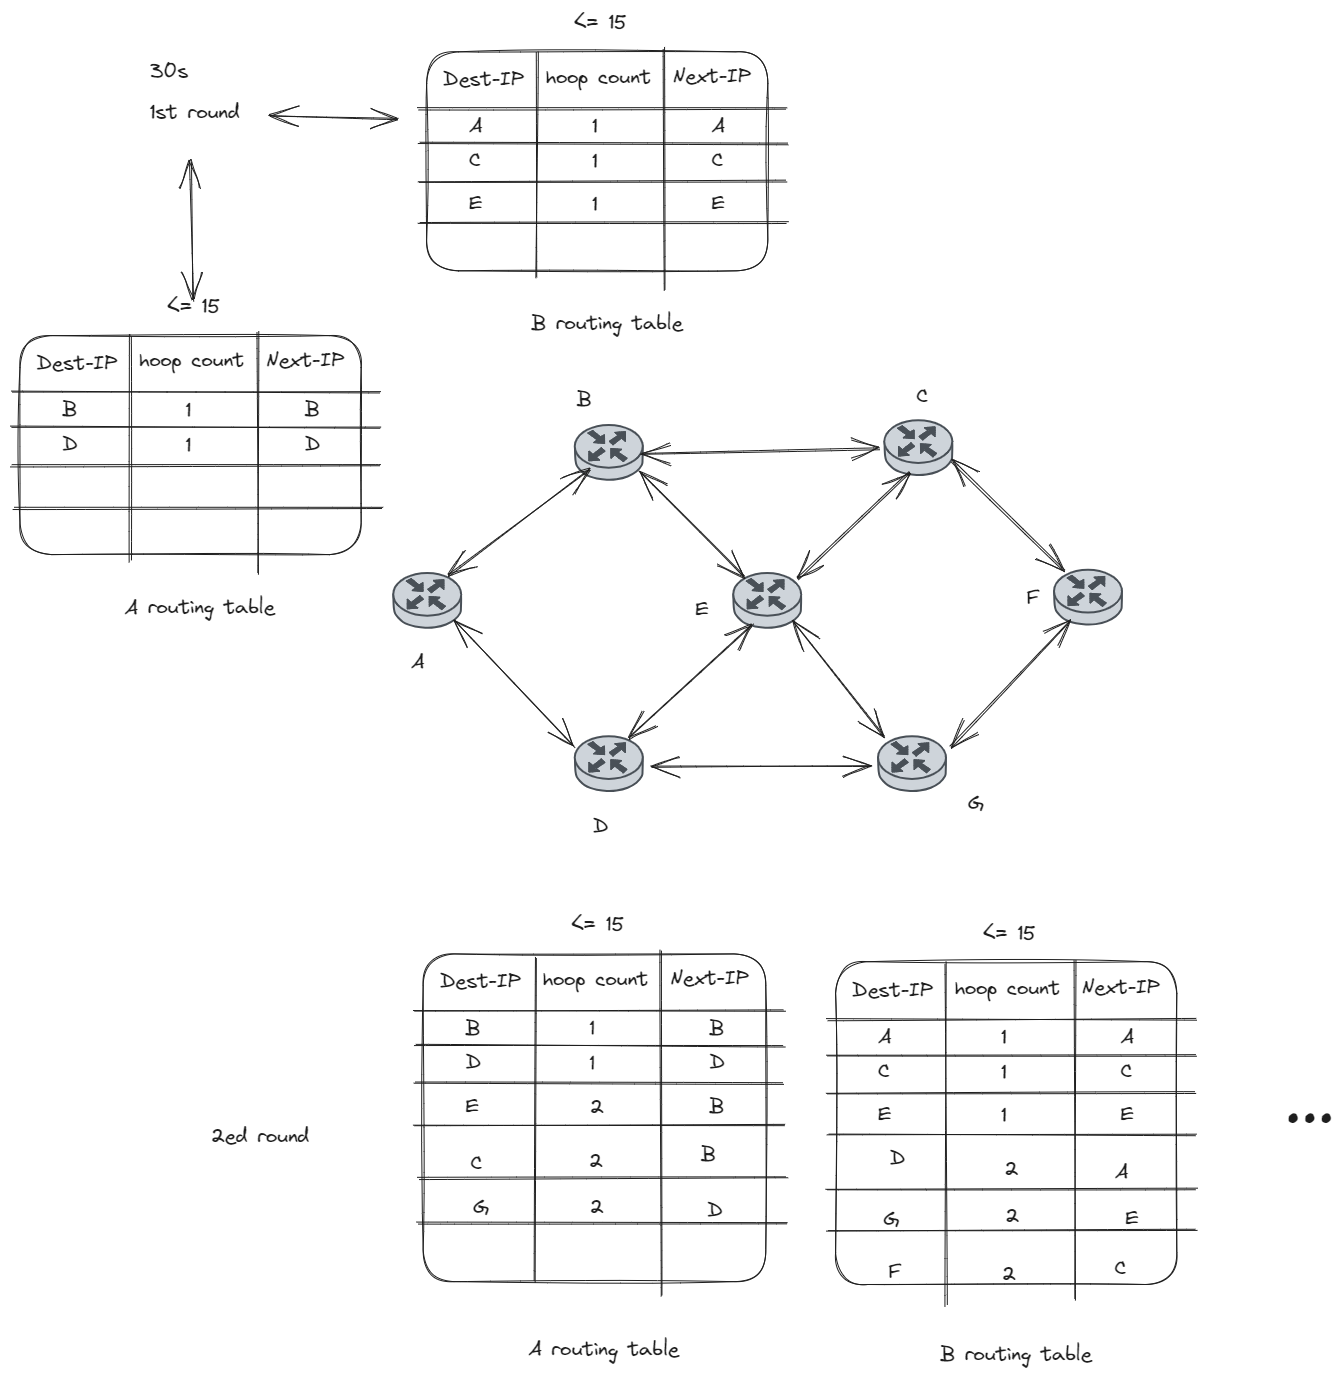 <= 15
30s
1st round
Dest-IP hoop count Next-IP
A 1 A
C 1 C
E 1 E
B routing table
<= 15
Dest-IP hoop count Next-IP
B 1 B
D 1 D
A routing table
B
C
E
F
A
D
G
<= 15
Dest-IP hoop count Next-IP
B 1 B
D 1 D
E 2 B
C 2 B
G 2 D
A routing table
<= 15
Dest-IP hoop count Next-IP
A 1 A
C 1 C
E 1 E
D 2 A
G 2 E
F 2 C
B routing table
2ed round
...